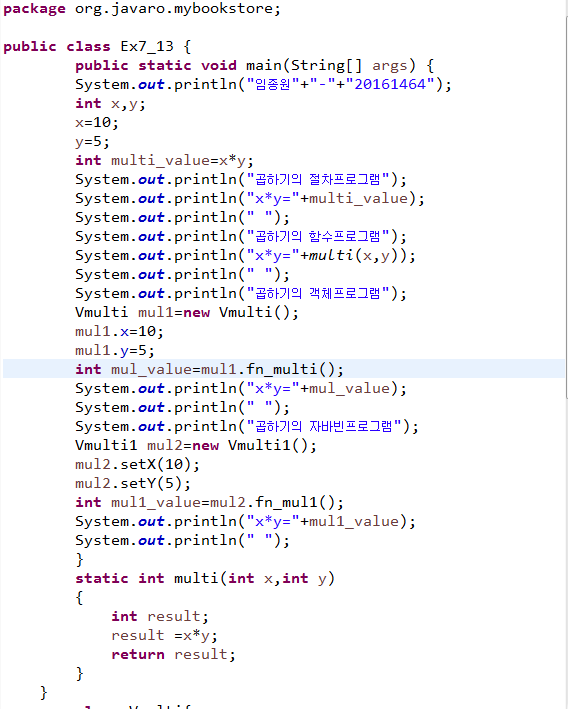 package org.javaro.mybookstore;
public class Ex7_13 {
public static void main(String[] args) {
System.out.println("임종원"+"-"+"20161464");
int x,y;
x=10;
y=5;
int multi_value=x*y;
System.out.println("곱하기의 절차프로그램");
System.out.println("x*y="+multi_value);
System.out.println(" ");
System.out.println("곱하기의 함수프로그램");
System.out.println("x*y="+multi(x,y));
System.out.println(" ");
System.out.println("곱하기의 객체프로그램");
Vmulti mul1=new Vmulti();
mul1.x=10;
mul1.y=5;
int mul_value=mul1.fn_multi();
System.out.println("x*y="+mul_value);
System.out.println(" ");
System.out.println("곱하기의 자바빈프로그램");
Vmulti1 mul2=new Vmulti1();
mul2.setX(10);
mul2.setY(5);
int mul1_value=mul2.fn_mul1();
System.out.println("x*y="+mul1_value);
System.out.println(" ");
}
static int multi(int x,int y)
{
int result;
result =x*y;
return result;
}
}